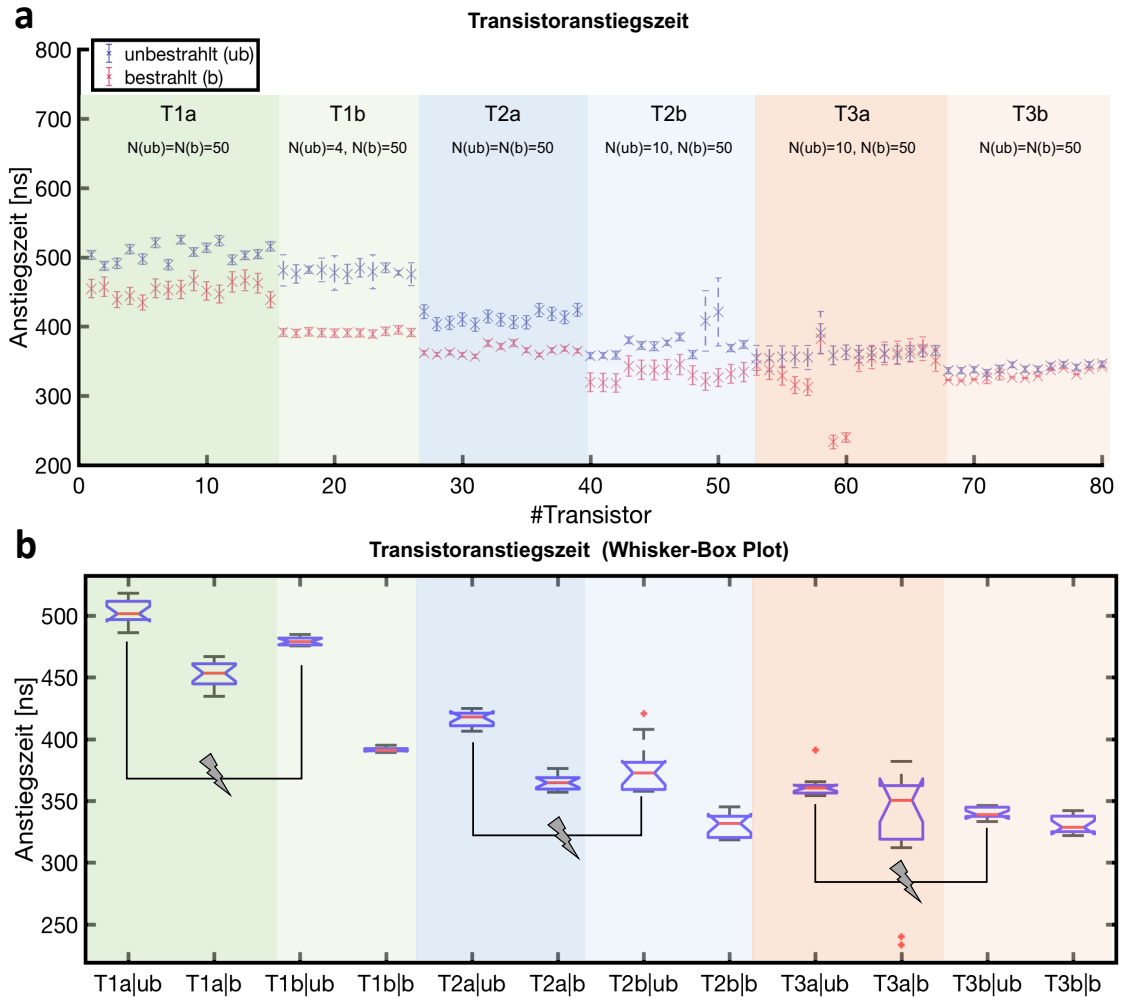 a
Transistoranstiegszeit
unbestrahlt (ub)
bestrahlt (b)
T1a T1b T2a T2b T3a T3b
N(ub)=N(b)=50 N(ub)=4, N(b)=50 N(ub)=N(b)=50 N(ub)=10, N(b)=50 N(ub)=10, N(b)=50 N(ub)=N(b)=50
Anstiegszeit [ns]
800
700
600
500
400
300
200
0 10 20 30 40 50 60 70 80
#Transistor
b
Transistoranstiegszeit (Whisker-Box Plot)
Anstiegszeit [ns]
500
450
400
350
300
250
T1a|ub T1a|b T1b|ub T1b|b T2a|ub T2a|b T2b|ub T2b|b T3a|ub T3a|b T3b|ub T3b|b